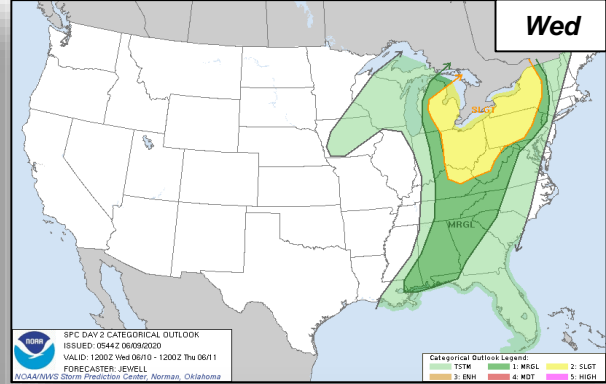 Wed
SLGT
MRGL
NOAA
SPC DAY 2 CATEGORICAL OUTLOOK
ISSUED: 0544Z 06/09/2020
VALID: 1200Z Wed 06/10 - 1200Z Thu 06/11
FORECASTER: JEWELL
NOAA/NWS Storm Prediction Center, Norman, Oklahoma
Categorical Outlook Legend:
TSTM 1: MRGL 2: SLGT
3: ENH 4: MDT 5: HIGH